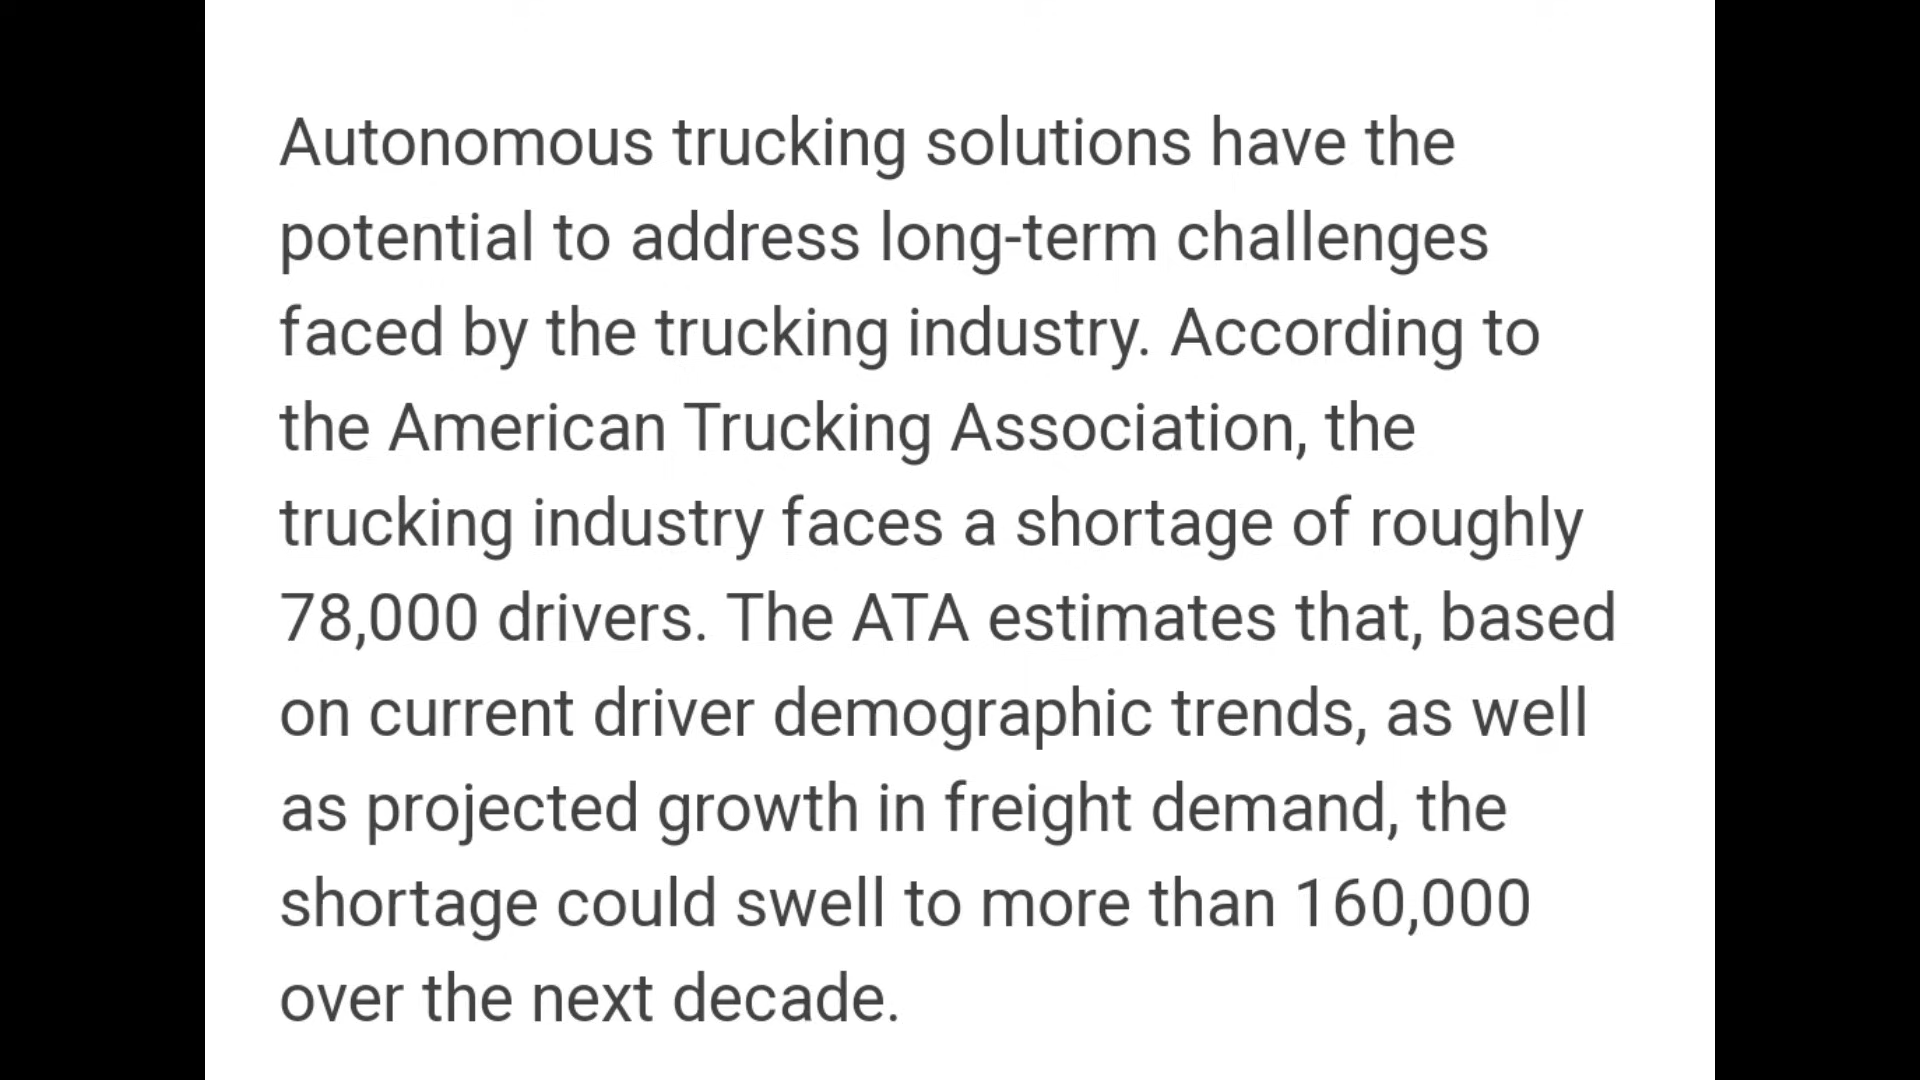 Autonomous trucking solutions have the
potential to address long-term challenges
faced by the trucking industry. According to
the American Trucking Association, the
trucking industry faces a shortage of roughly
78,000 drivers. The ATA estimates that, based
on current driver demographic trends, as well
as projected growth in freight demand, the
shortage could swell to more than 160,000
over the next decade.